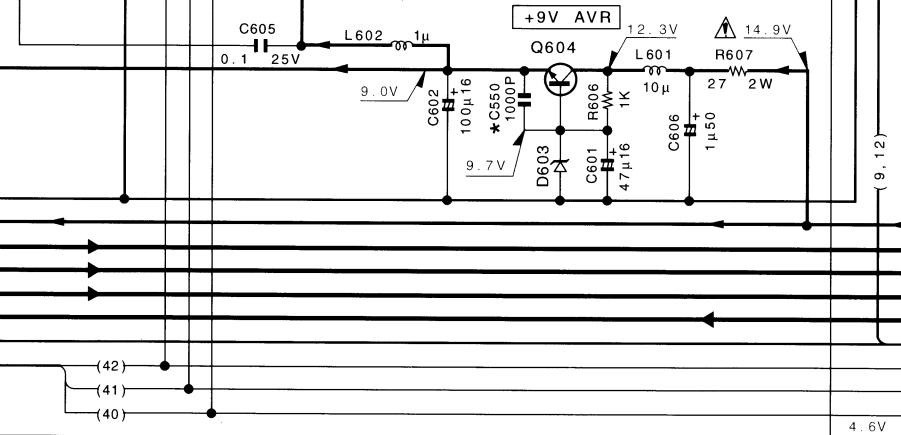 +9V AVR
C605
0.1 25V
L602 1μ
Q604
12.3V
14.9V
L601
10μ
R607
27 2W
9.0V
C602
100μ16
*C550
1000P
R606
1K
C606
1μ50
9.7V
D603
C601
47μ16
(9,12)
(42)
(41)
(40)
4.6V
+
+
+
!